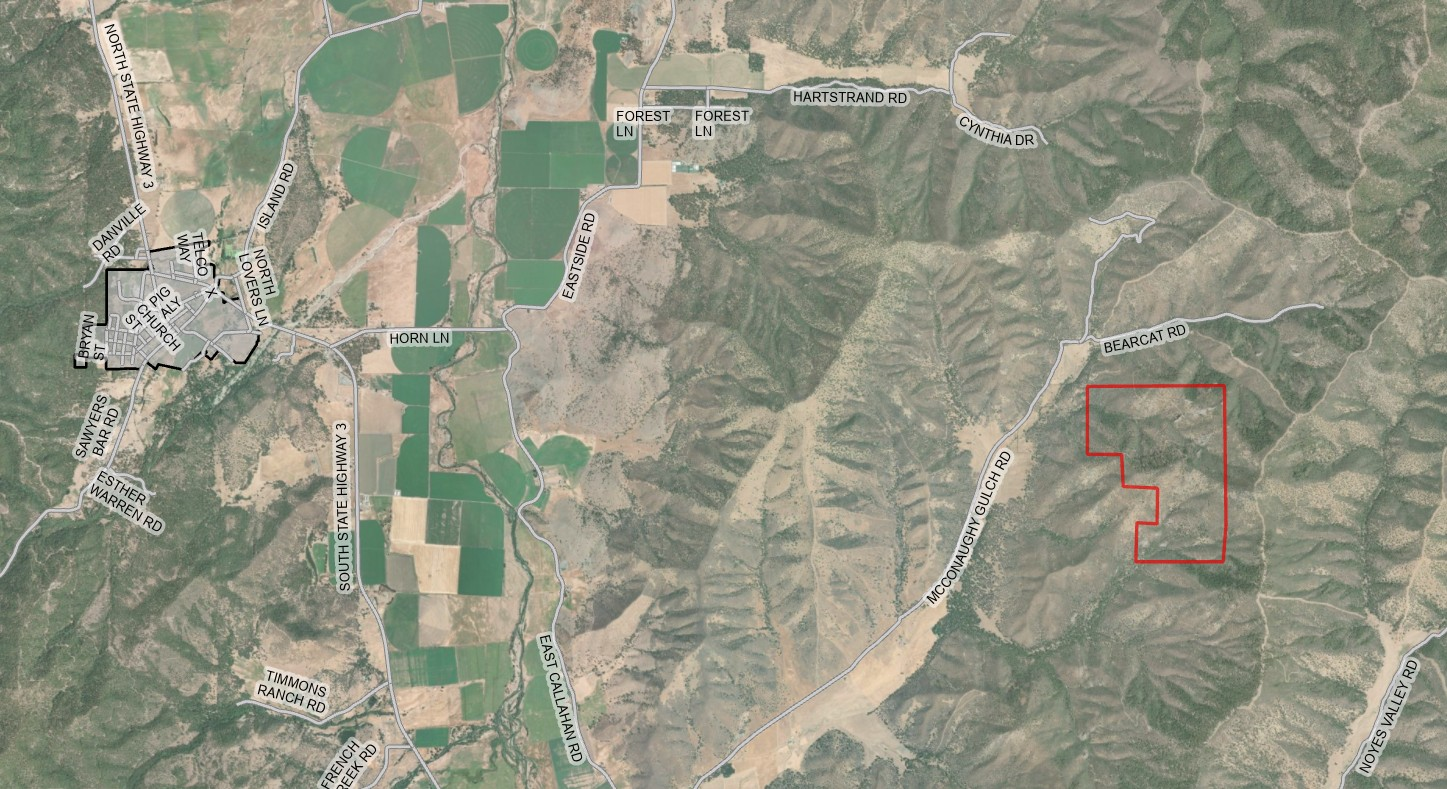 NORTH STATE HIGHWAY 3
ISLAND RD
DANVILLE
RD
TELCO
WAY
NORTH
LOVERS LN
PIG
ALY
CHURCH
ST
X
BRYAN
ST
SAWYERS
BAR RD
ESTHER
WARREN RD
HORN LN
EASTSIDE RD
FOREST
LN
FOREST
LN
HARTSTRAND RD
CYNTHIA DR
BEARCAT RD
MCCONAUGHY GULCH RD
SOUTH STATE HIGHWAY 3
EAST CALLAHAN RD
TIMMONS
RANCH RD
FRENCH
REEK RD
NOYES VALLEY RD